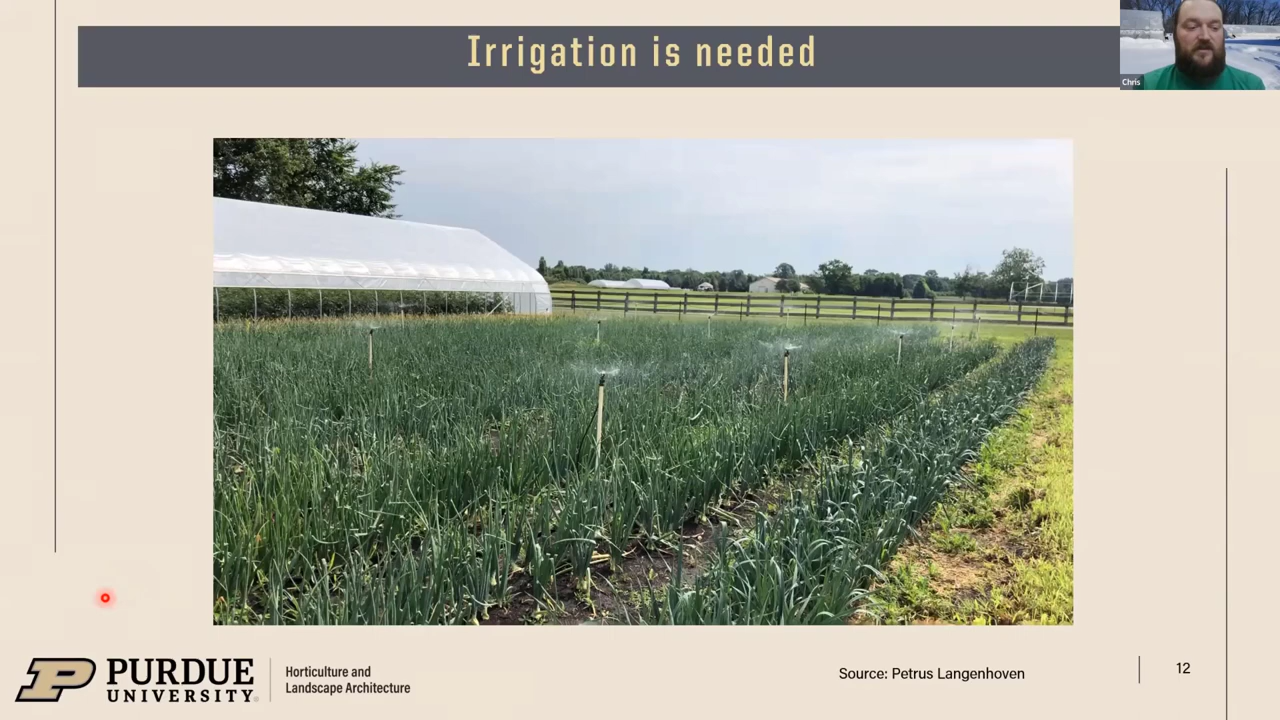 Irrigation is needed
Chris
PURDUE
UNIVERSITY®
Horticulture and
Landscape Architecture
Source: Petrus Langenhoven
12